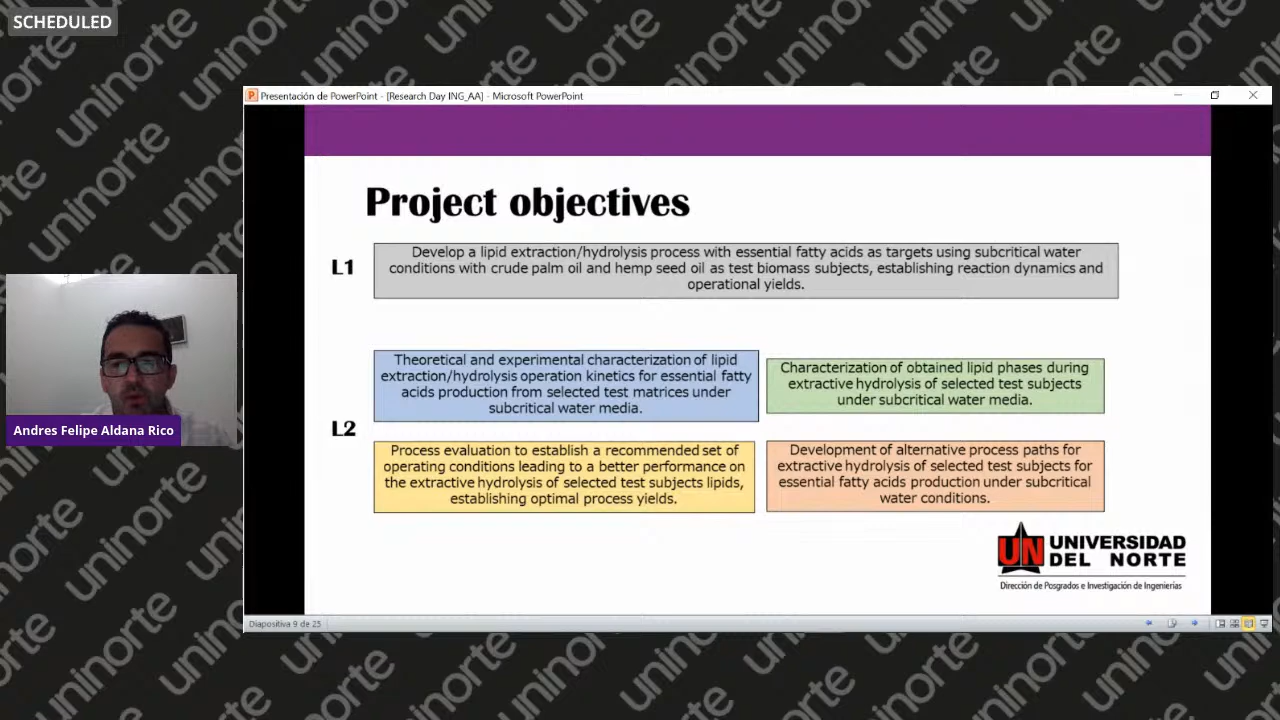 SCHEDULED
Presentación de PowerPoint - [Research Day ING_AA] - Microsoft PowerPoint
Project objectives
L1
Develop a lipid extraction/hydrolysis process with essential fatty acids as targets using subcritical water
conditions with crude palm oil and hemp seed oil as test biomass subjects, establishing reaction dynamics and
operational yields.
L2
Theoretical and experimental characterization of lipid
extraction/hydrolysis operation kinetics for essential fatty
acids production from selected test matrices under
subcritical water media.
Characterization of obtained lipid phases during
extractive hydrolysis of selected test subjects
under subcritical water media.
Process evaluation to establish a recommended set of
operating conditions leading to a better performance on
the extractive hydrolysis of selected test subjects lipids,
establishing optimal process yields.
Development of alternative process paths for
extractive hydrolysis of selected test subjects for
essential fatty acids production under subcritical
water conditions.
UN
UNIVERSIDAD
DEL NORTE
Dirección de Posgrados e Investigación de Ingenierias
Diapositiva 9 de 23
Andres Felipe Aldana Rico
uninorte